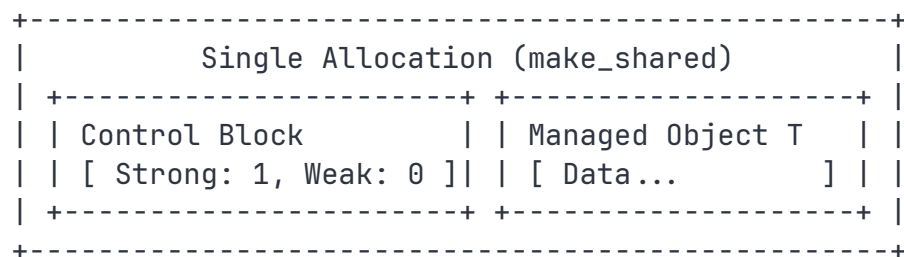 +--------------------------------------------------+
|          Single Allocation (make_shared)         |
| +-----------------------+ +--------------------+ |
| | Control Block         | | Managed Object T   | |
| | [ Strong: 1, Weak: 0 ]| | [ Data...        ] | |
| +-----------------------+ +--------------------+ |
+--------------------------------------------------+